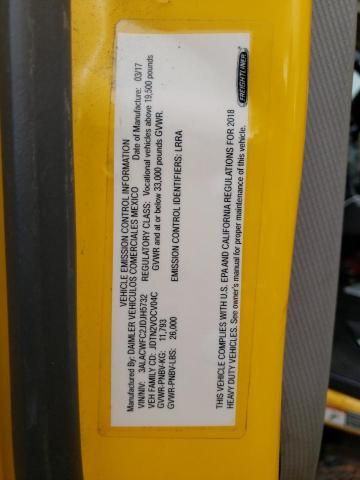 VEHICLE EMISSION CONTROL INFORMATION
Manufactured by: DAIMLER VEHICULOS COMERCIALES MEXICO Date of Manufacture: 03/17
VIN/NIV: 3ALACWFC2JDJH5732 REGULATORY CLASS: Vocational vehicles above 19,500 pounds
VEH FAMILY CD: JDTN2VOCV04C GVWR and at or below 33,000 pounds GVWR.
GVWR-PNBV-KG: 11,793
GVWR-PNBV-LBS: 26,000 EMISSION CONTROL IDENTIFIERS: LRRA
THIS VEHICLE COMPLIES WITH U.S. EPA AND CALIFORNIA REGULATIONS FOR 2018
HEAVY DUTY VEHICLES. See owner's manual for proper maintenance of this vehicle.
FREIGHTLINER